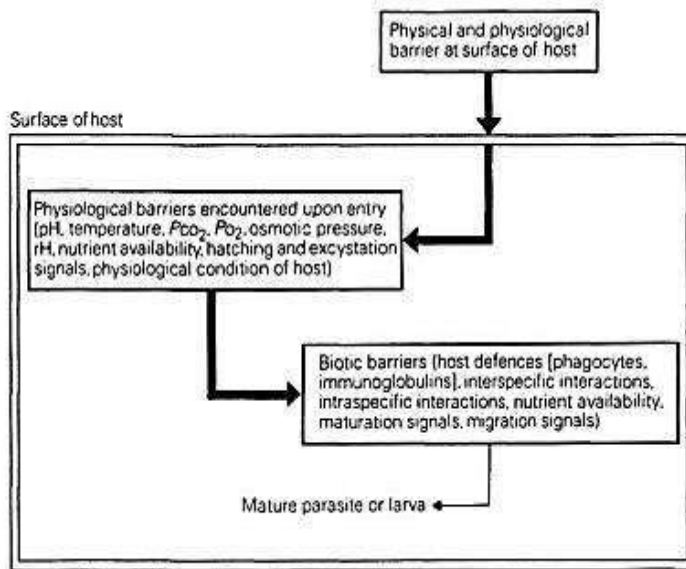 Physical and physiological
barrier at surface of host
Surface of host
Physiological barriers encountered upon entry
(pH, temperature, Pco2, Po2, osmotic pressure,
rH, nutrient availability, hatching and excystation
signals, physiological condition of host)
Biotic barriers (host defences [phagocytes,
immunoglobulins], interspecific interactions,
intraspecific interactions, nutrient availability,
maturation signals, migration signals)
Mature parasite or larva